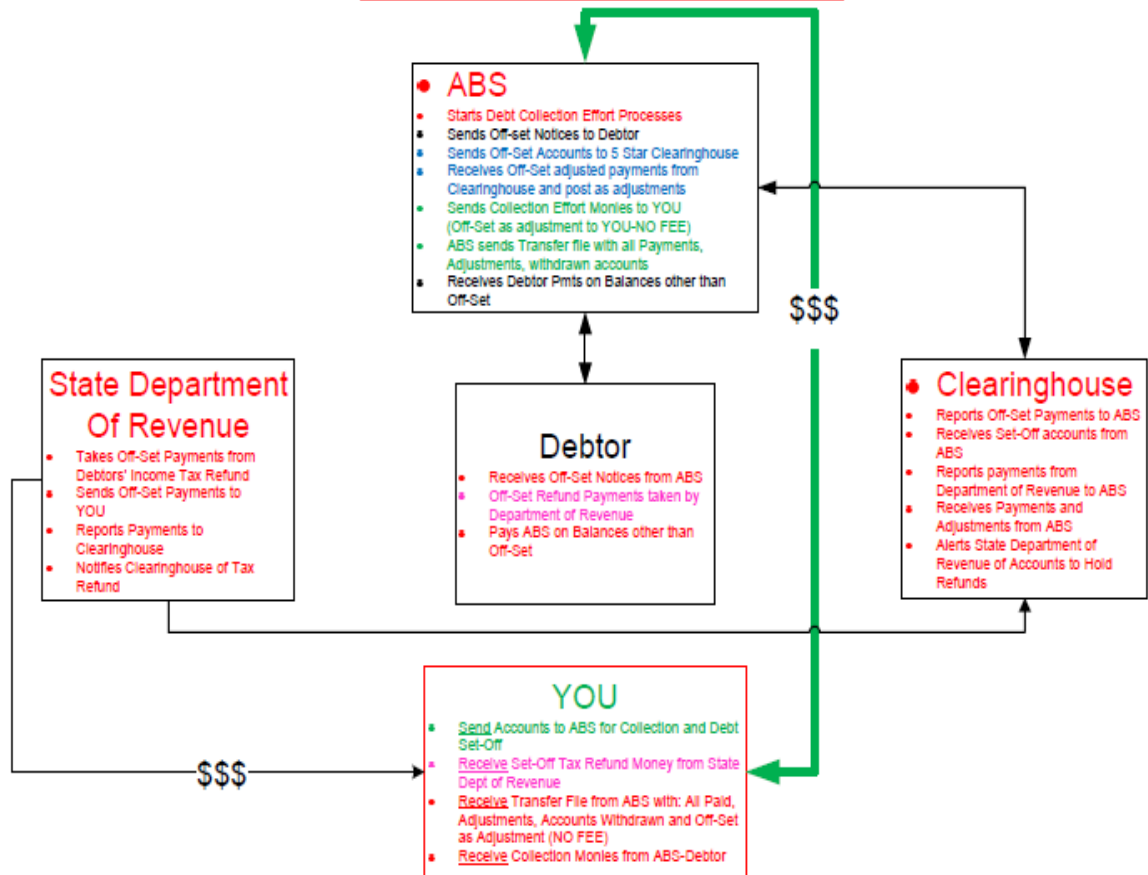 ABS
Starts Debt Collection Effort Processes
Sends Off-set Notices to Debtor
Sends Off-Set Accounts to 5 Star Clearinghouse
Receives Off-Set adjusted payments from
Clearinghouse and post as adjustments
Sends Collection Effort Monies to YOU
(Off-Set as adjustment to YOU-NO FEE)
ABS sends Transfer file with all Payments,
Adjustments, withdrawn accounts
Receives Debtor Pmts on Balances other than
Off-Set
$$$
State Department
Of Revenue
Takes Off-Set Payments from
Debtors' Income Tax Refund
Sends Off-Set Payments to
YOU
Reports Payments to
Clearinghouse
Notifies Clearinghouse of Tax
Refund
Debtor
Receives Off-Set Notices from ABS
Off-Set Refund Payments taken by
Department of Revenue
Pays ABS on Balances other than
Off-Set
Clearinghouse
Reports Off-Set Payments to ABS
Receives Set-Off accounts from
ABS
Reports payments from
Department of Revenue to ABS
Receives Payments and
Adjustments from ABS
Alerts State Department of
Revenue of Accounts to Hold
Refunds
$$$
YOU
Send Accounts to ABS for Collection and Debt
Set-Off
Receive Set-Off Tax Refund Money from State
Dept of Revenue
Receive Transfer File from ABS with: All Paid,
Adjustments, Accounts Withdrawn and Off-Set
as Adjustment (NO FEE)
Receive Collection Monies from ABS-Debtor